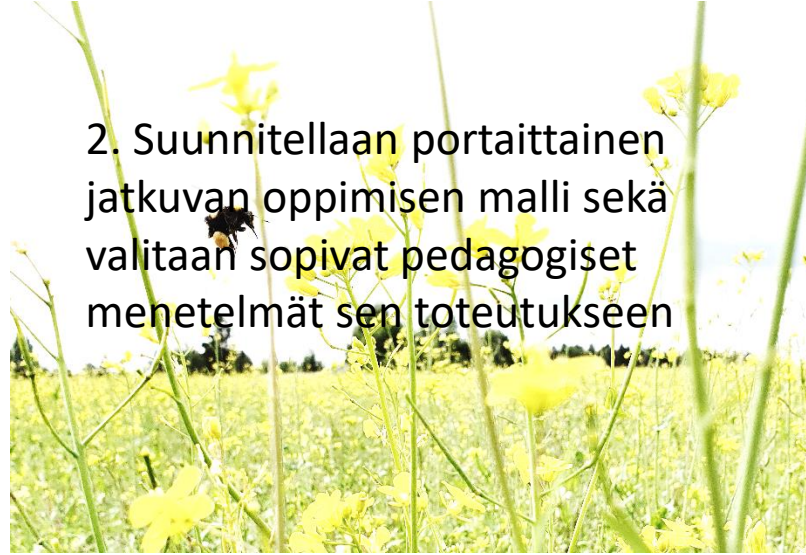 2. Suunnitellaan portaittainen
jatkuvan oppimisen malli sekä
valitaan sopivat pedagogiset
menetelmät sen toteutukseen